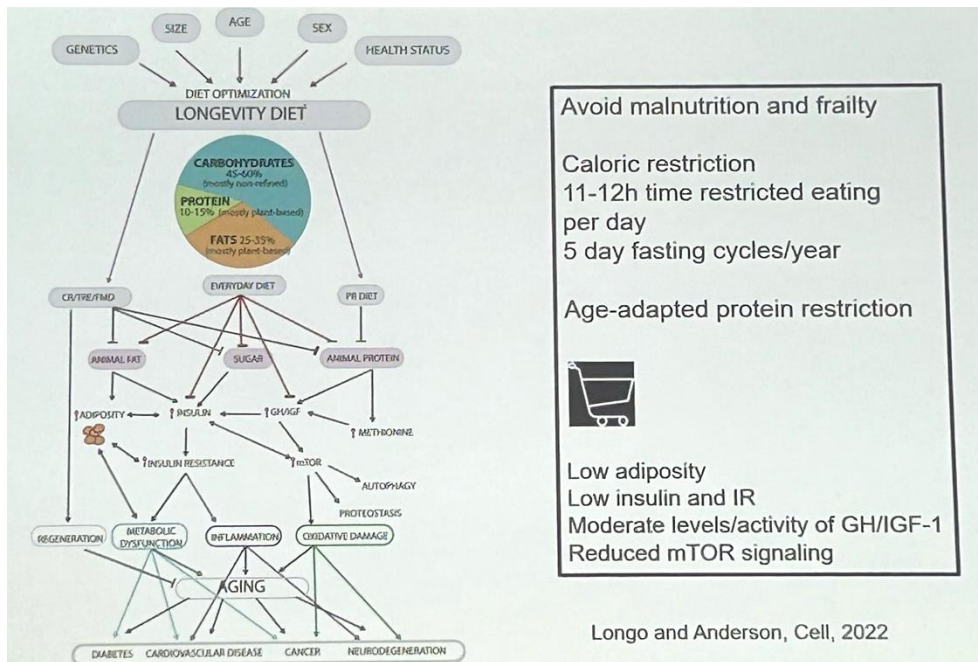 GENETICS
SIZE
AGE
SEX
HEALTH STATUS
DIET OPTIMIZATION
LONGEVITY DIET
CARBOHYDRATES
45-60%
(mostly non-refined)
PROTEIN
10-15% (mostly plant-based)
FATS 25-35%
(mostly plant-based)
CR/TRE/FMD
EVERYDAY DIET
PB DIET
ANIMAL FAT
SUGAR
ANIMAL PROTEIN
↑ADIPOSITY
↑INSULIN
↑GH/IGF
↑METHIONINE
↑INSULIN RESISTANCE
↑mTOR
AUTOPHAGY
PROTEOSTASIS
REGENERATION
METABOLIC
DYSFUNCTION
INFLAMMATION
OXIDATIVE DAMAGE
AGING
DIABETES
CARDIOVASCULAR DISEASE
CANCER
NEURODEGENERATION
Avoid malnutrition and frailty
Caloric restriction
11-12h time restricted eating
per day
5 day fasting cycles/year
Age-adapted protein restriction
Low adiposity
Low insulin and IR
Moderate levels/activity of GH/IGF-1
Reduced mTOR signaling
Longo and Anderson, Cell, 2022